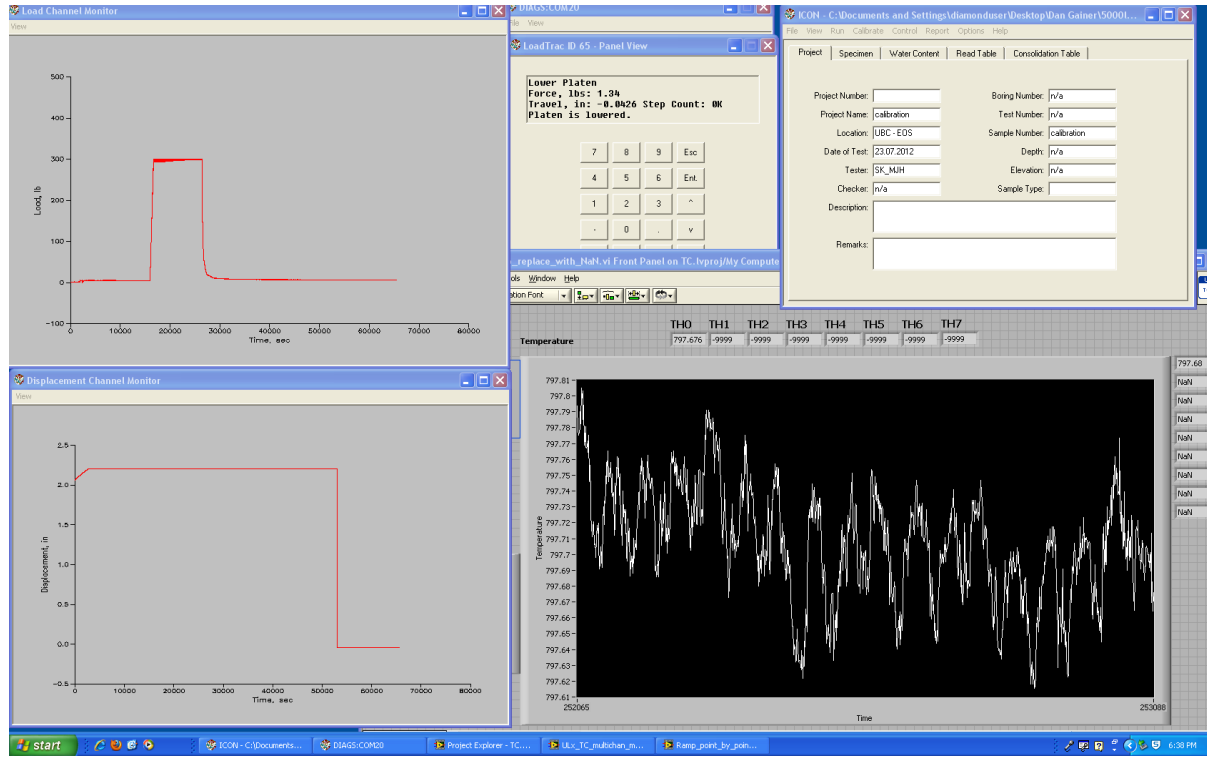 Load Channel Monitor
View
500
400
300
200
100
-100
Load, lb
0 10000 20000 30000 40000 50000 60000 70000 80000
Time, sec
Displacement Channel Monitor
View
2.5
2.0
1.5
1.0
0.5
0.0
-0.5
Displacement, in
0 10000 20000 30000 40000 50000 60000 70000 80000
Time, sec
DIAGS:COM20
File View
LoadTrac ID 65 - Panel View
Lower Platen
Force, lbs: 1.34
Travel, in: -0.0426 Step Count: 0K
Platen is lowered.
7 8 9 Esc
4 5 6 Ent.
1 2 3 ^
- 0 . v
ICON - C:\Documents and Settings\diamonduser\Desktop\Dan Gainer\5000l...
File View Run Calibrate Control Report Options Help
Project Specimen Water Content Read Table Consolidation Table
Project Number: Boring Number: n/a
Project Name: calibration Test Number: n/a
Location: UBC - EOS Sample Number: calibration
Date of Test: 23.07.2012 Depth: n/a
Tester: SK_MJH Elevation: n/a
Checker: n/a Sample Type:
Description:
Remarks:
_replace_with_NaN.vi Front Panel on TC.lvproj/My Compute
ols Window Help
ation Font
TH0 TH1 TH2 TH3 TH4 TH5 TH6 TH7
Temperature 797.676 -9999 -9999 -9999 -9999 -9999 -9999 -9999
797.68
NaN
NaN
NaN
NaN
NaN
NaN
NaN
NaN
797.81
797.8
797.79
797.78
797.77
797.76
797.75
797.74
797.73
797.72
797.71
797.7
797.69
797.68
797.67
797.66
797.65
797.64
797.63
797.62
797.61
Temperature
252065 253088
Time
start ICON - C:\Documents... DIAGS:COM20 Project Explorer - TC.... ULx_TC_multichan_m... Ramp_point_by_poin... 6:38 PM